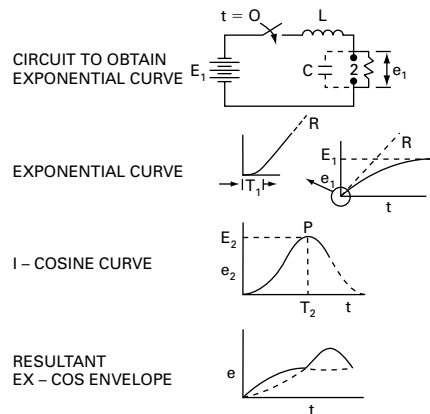 t = O
L
CIRCUIT TO OBTAIN
EXPONENTIAL CURVE
E1
C
2
e1
R
EXPONENTIAL CURVE
T1
E1
R
e1
t
I – COSINE CURVE
E2
P
e2
T2
t
RESULTANT
EX – COS ENVELOPE
e
t